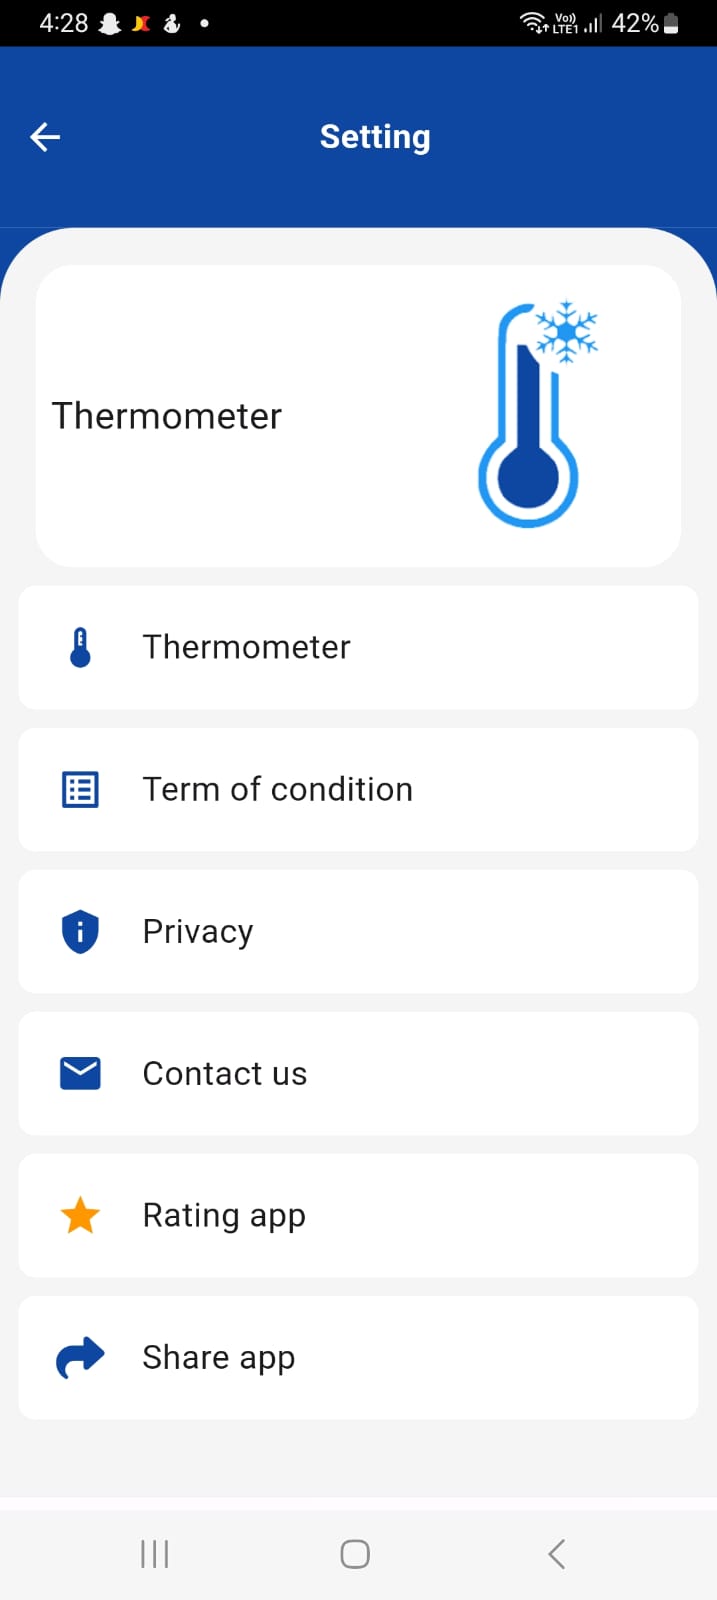 4:28
Vo)) LTE1 42%
Setting
Thermometer
Thermometer
Term of condition
Privacy
Contact us
Rating app
Share app